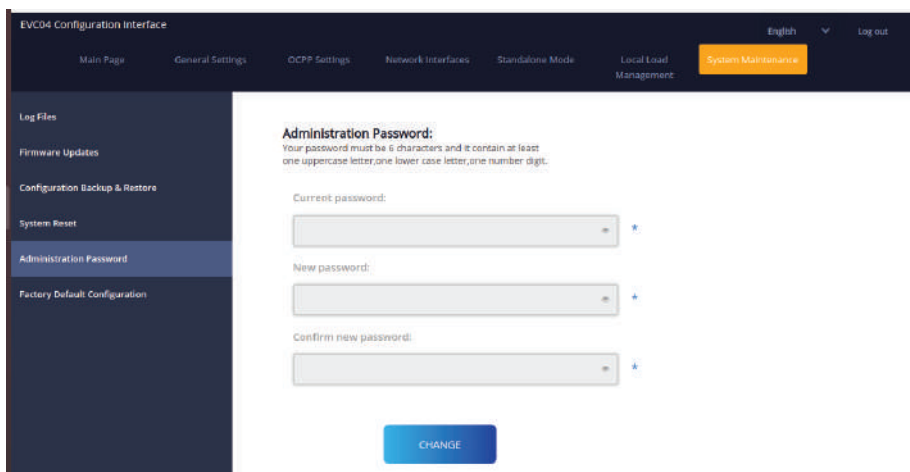 EVC04 Configuration Interface
English
Log out
Main Page
General Settings
OCPP Settings
Network Interfaces
Standalone Mode
Local Load
Management
System Maintenance
Log Files
Firmware Updates
Configuration Backup & Restore
System Reset
Administration Password
Factory Default Configuration
Administration Password:
Your password must be 6 characters and it contain at least
one uppercase letter,one lower case letter,one number digit.
Current password:
*
New password:
*
Confirm new password:
*
CHANGE